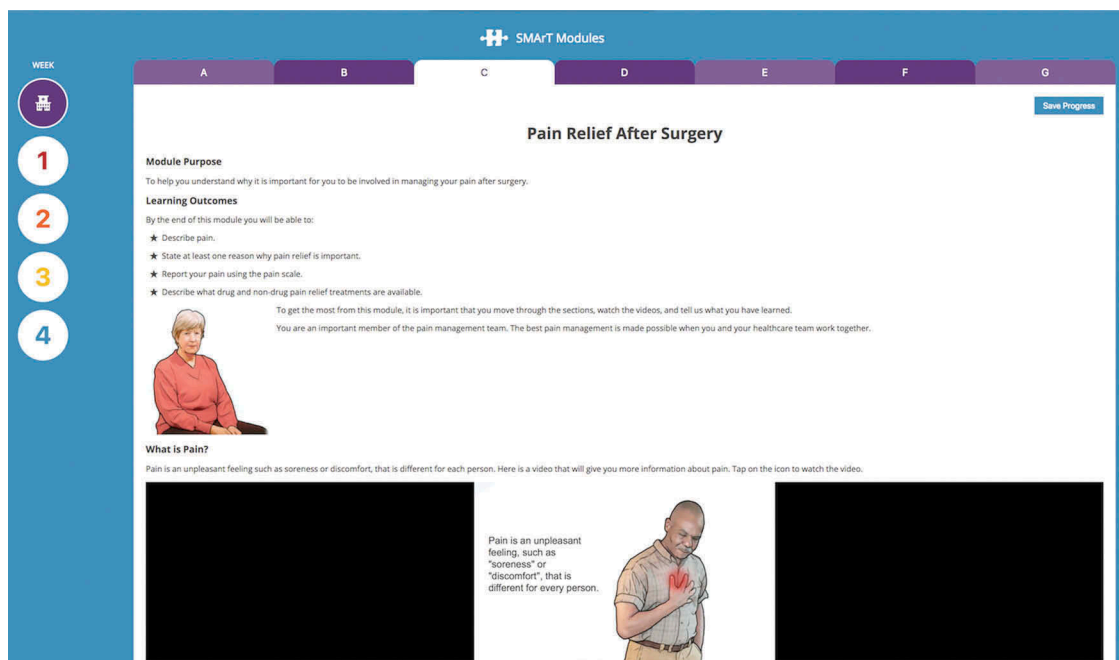 SMArT Modules
WEEK
A B C D E F G
Save Progress
Pain Relief After Surgery
1
2
3
4
Module Purpose
To help you understand why it is important for you to be involved in managing your pain after surgery.
Learning Outcomes
By the end of this module you will be able to:
★ Describe pain.
★ State at least one reason why pain relief is important.
★ Report your pain using the pain scale.
★ Describe what drug and non-drug pain relief treatments are available.
To get the most from this module, it is important that you move through the sections, watch the videos, and tell us what you have learned.
You are an important member of the pain management team. The best pain management is made possible when you and your healthcare team work together.
What is Pain?
Pain is an unpleasant feeling such as soreness or discomfort, that is different for each person. Here is a video that will give you more information about pain. Tap on the icon to watch the video.
Pain is an unpleasant
feeling, such as
"soreness" or
"discomfort", that is
different for every person.